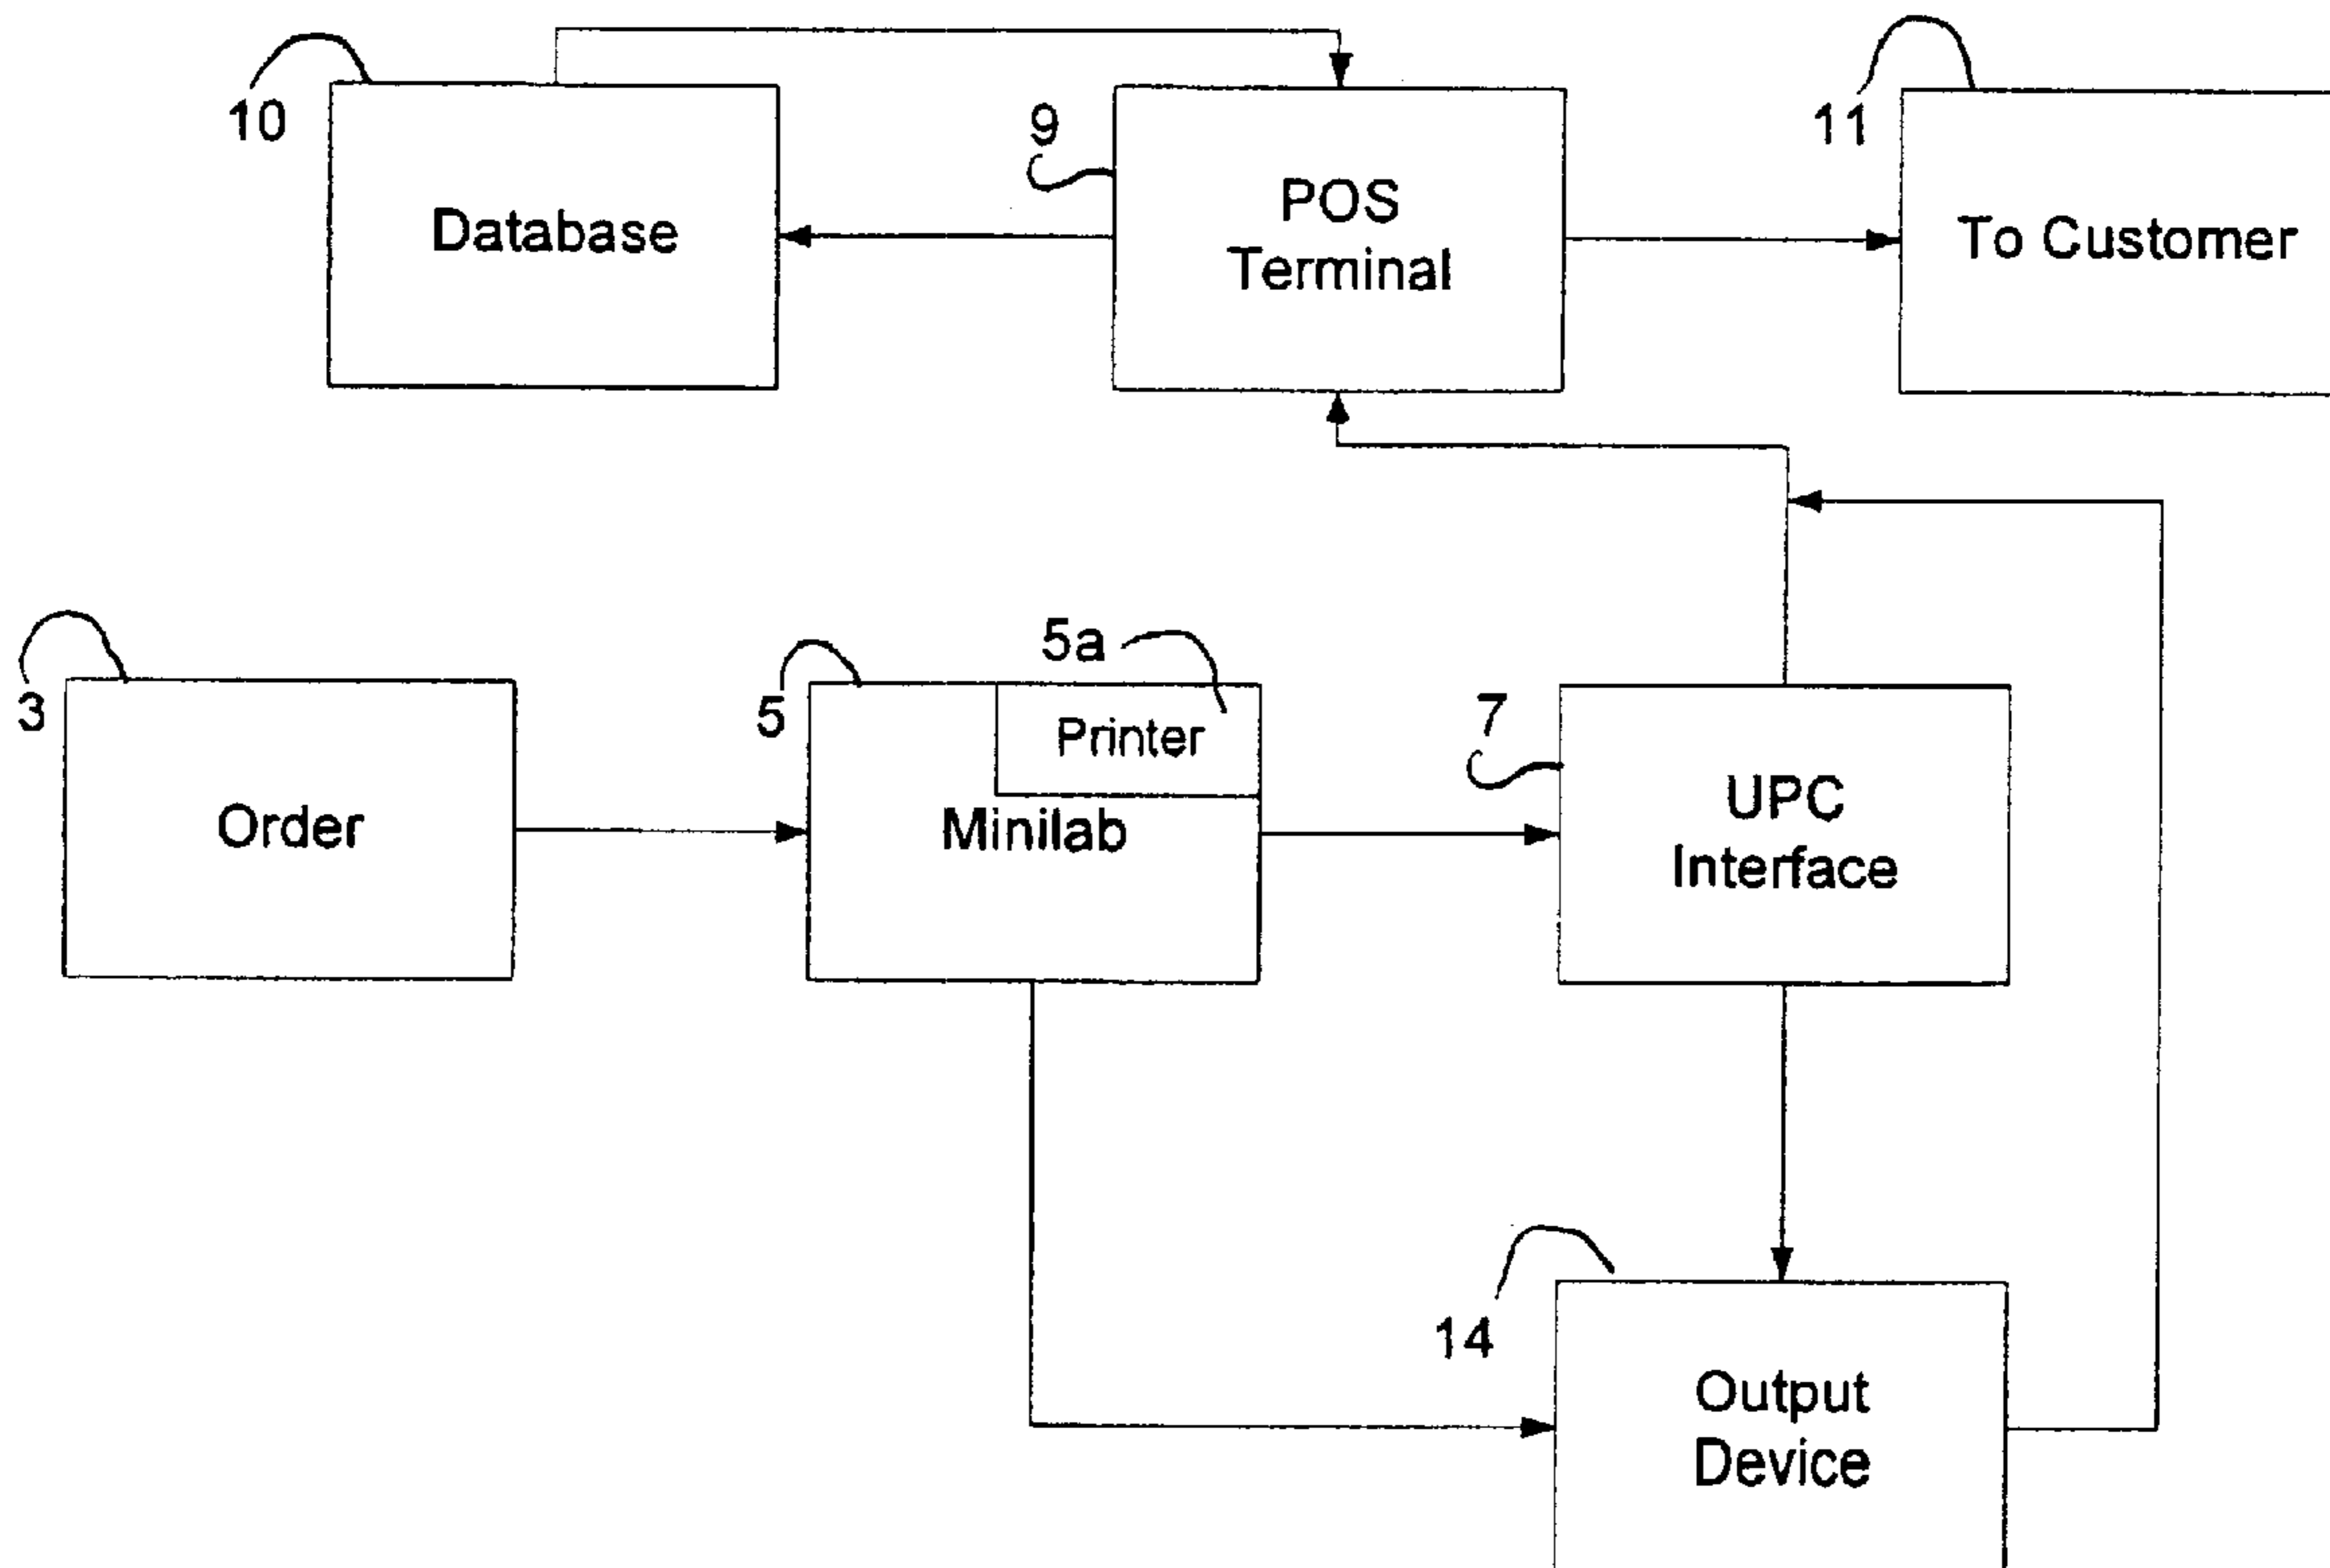 10
Database
9
POS
Terminal
11
To Customer
3
Order
5
5a
Printer
Minilab
7
UPC
Interface
14
Output
Device